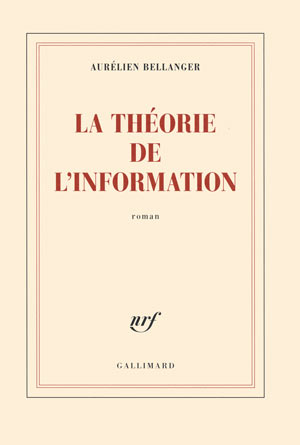 AURÉLIEN BELLANGER
LA THÉORIE
DE
L'INFORMATION
roman
nrf
GALLIMARD